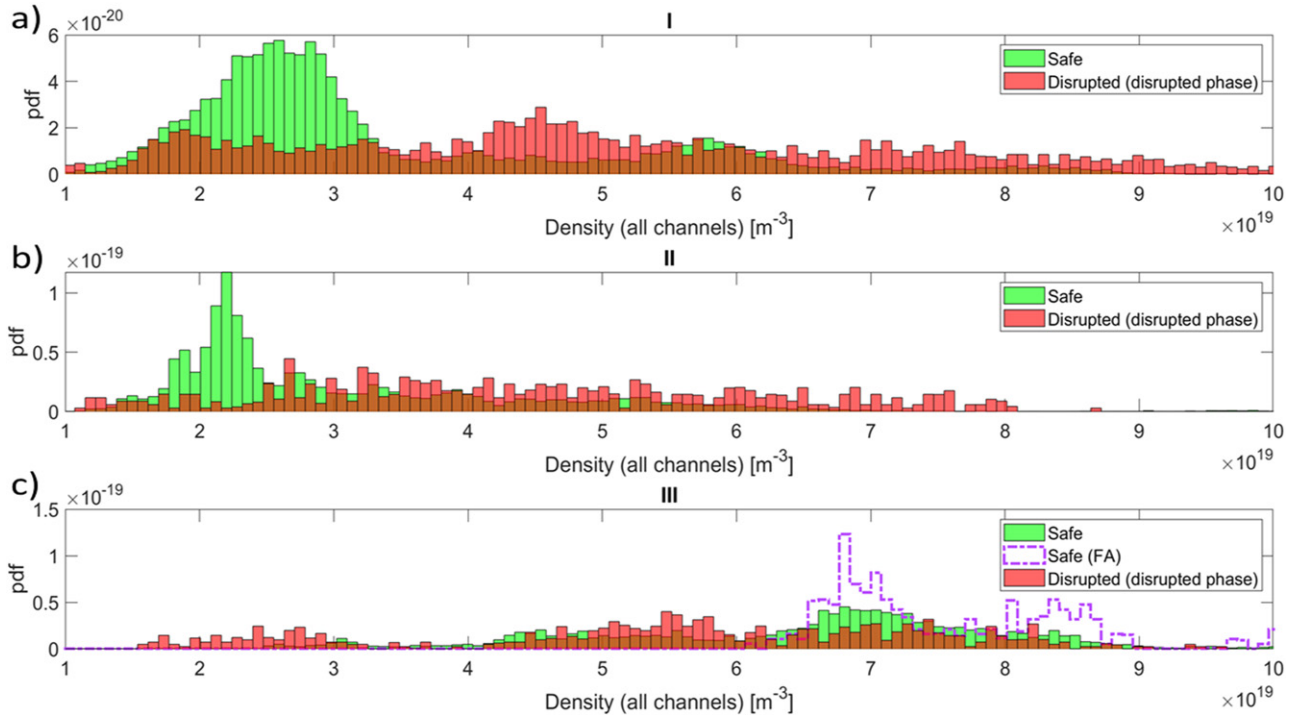 a)
×10^-20
I
6
4
2
0
pdf
Safe
Disrupted (disrupted phase)
1 2 3 4 5 6 7 8 9 10
Density (all channels) [m^-3]
×10^19
b)
×10^-19
II
1
0.5
0
pdf
Safe
Disrupted (disrupted phase)
1 2 3 4 5 6 7 8 9 10
Density (all channels) [m^-3]
×10^19
c)
×10^-19
III
1.5
1
0.5
0
pdf
Safe
Safe (FA)
Disrupted (disrupted phase)
1 2 3 4 5 6 7 8 9 10
Density (all channels) [m^-3]
×10^19